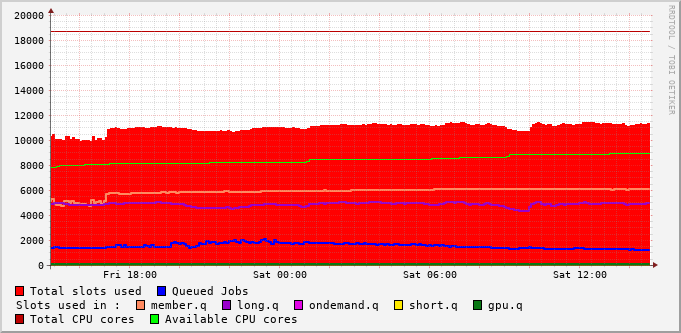 20000
18000
16000
14000
12000
10000
8000
6000
4000
2000
0
Fri 18:00 Sat 00:00 Sat 06:00 Sat 12:00
Total slots used Queued Jobs
Slots used in : member.q long.q ondemand.q short.q gpu.q
Total CPU cores Available CPU cores
RRDTOOL / TOBI OETIKER